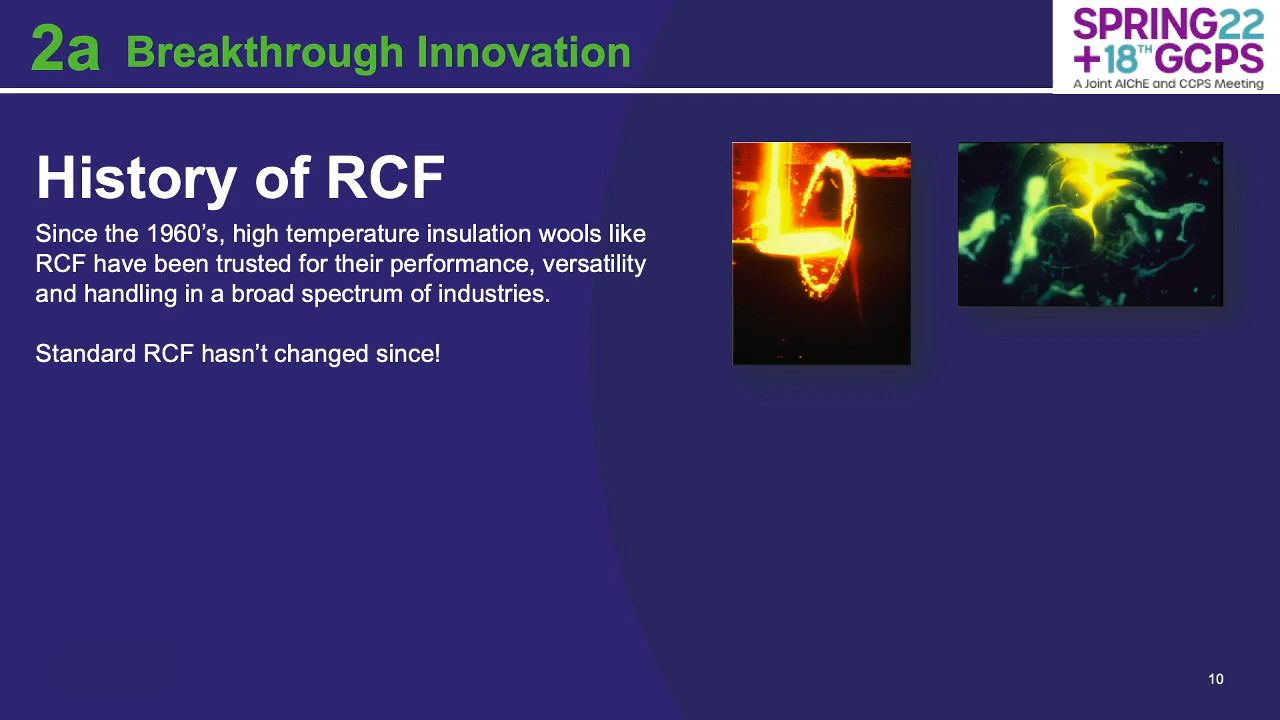 2a Breakthrough Innovation
SPRING22
+18TH GCPS
A Joint AIChE and CCPS Meeting
History of RCF
Since the 1960’s, high temperature insulation wools like
RCF have been trusted for their performance, versatility
and handling in a broad spectrum of industries.
Standard RCF hasn’t changed since!
10